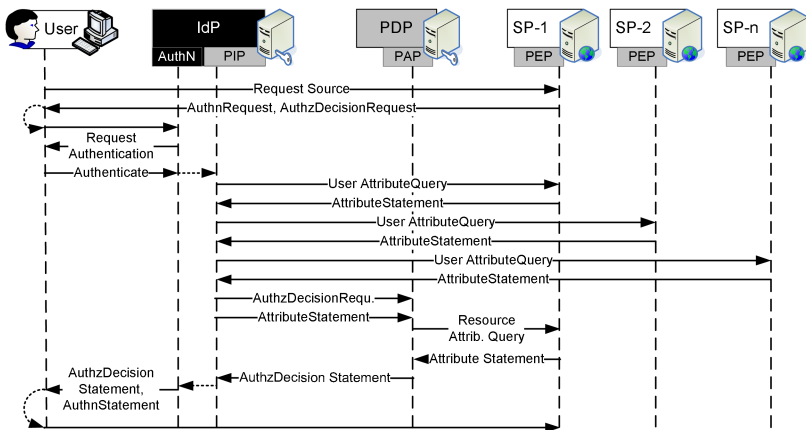 User
IdP
PDP
SP-1
SP-2
SP-n
AuthN
PIP
PAP
PEP
PEP
PEP
Request Source
AuthnRequest, AuthzDecisionRequest
Request
Authentication
Authenticate
User AttributeQuery
AttributeStatement
User AttributeQuery
AttributeStatement
User AttributeQuery
AttributeStatement
AuthzDecisionRequ.
AttributeStatement
Resource
Attrib. Query
Attribute Statement
AuthzDecision Statement
AuthzDecision
Statement,
AuthnStatement